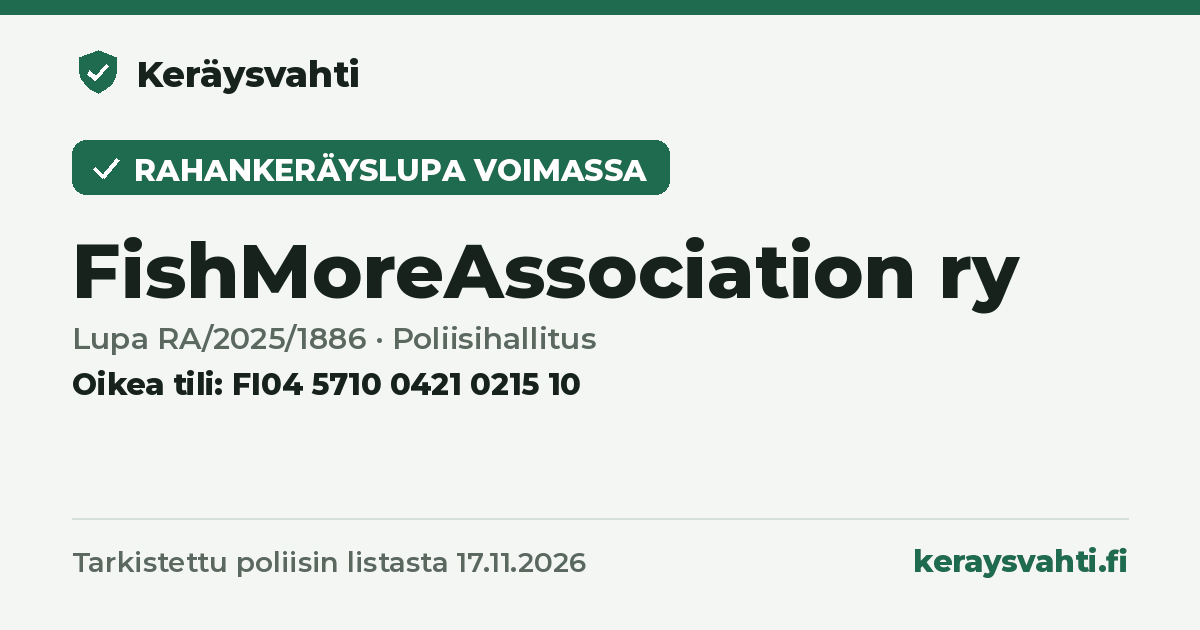 Keräysvahti
RAHANKERÄYSLUPA VOIMASSA
FishMoreAssociation ry
Lupa RA/2025/1886 · Poliisihallitus
Oikea tili: FI04 5710 0421 0215 10
Tarkistettu poliisin listasta 17.11.2026
keraysvahti.fi